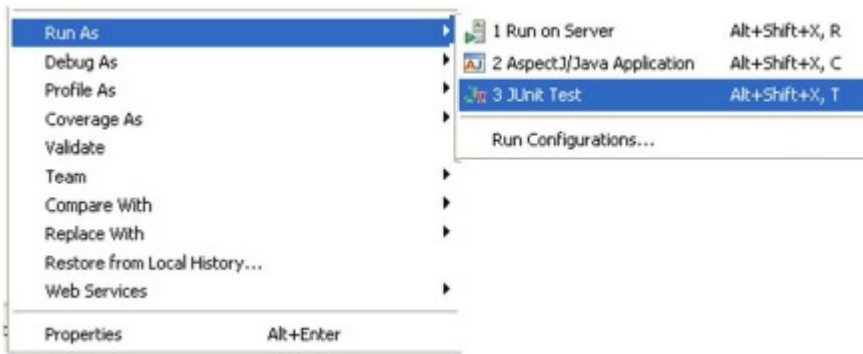 Run As
Debug As
Profile As
Coverage As
Validate
Team
Compare With
Replace With
Restore from Local History...
Web Services
Properties Alt+Enter
1 Run on Server Alt+Shift+X, R
AJ 2 AspectJ/Java Application Alt+Shift+X, C
3 JUnit Test Alt+Shift+X, T
Run Configurations...